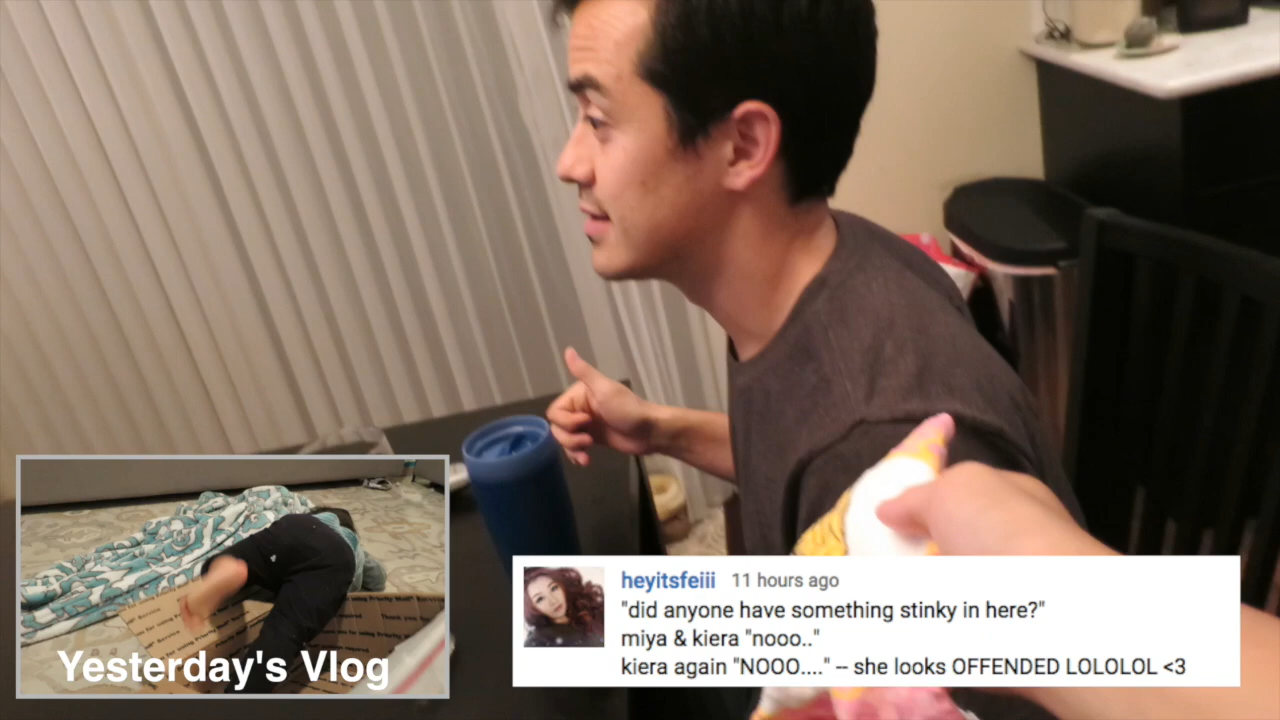 heyitsfeiii 11 hours ago
"did anyone have something stinky in here?"
miya & kiera "nooo.."
kiera again "NOOO...." -- she looks OFFENDED LOLOLOL <3
Yesterday's Vlog